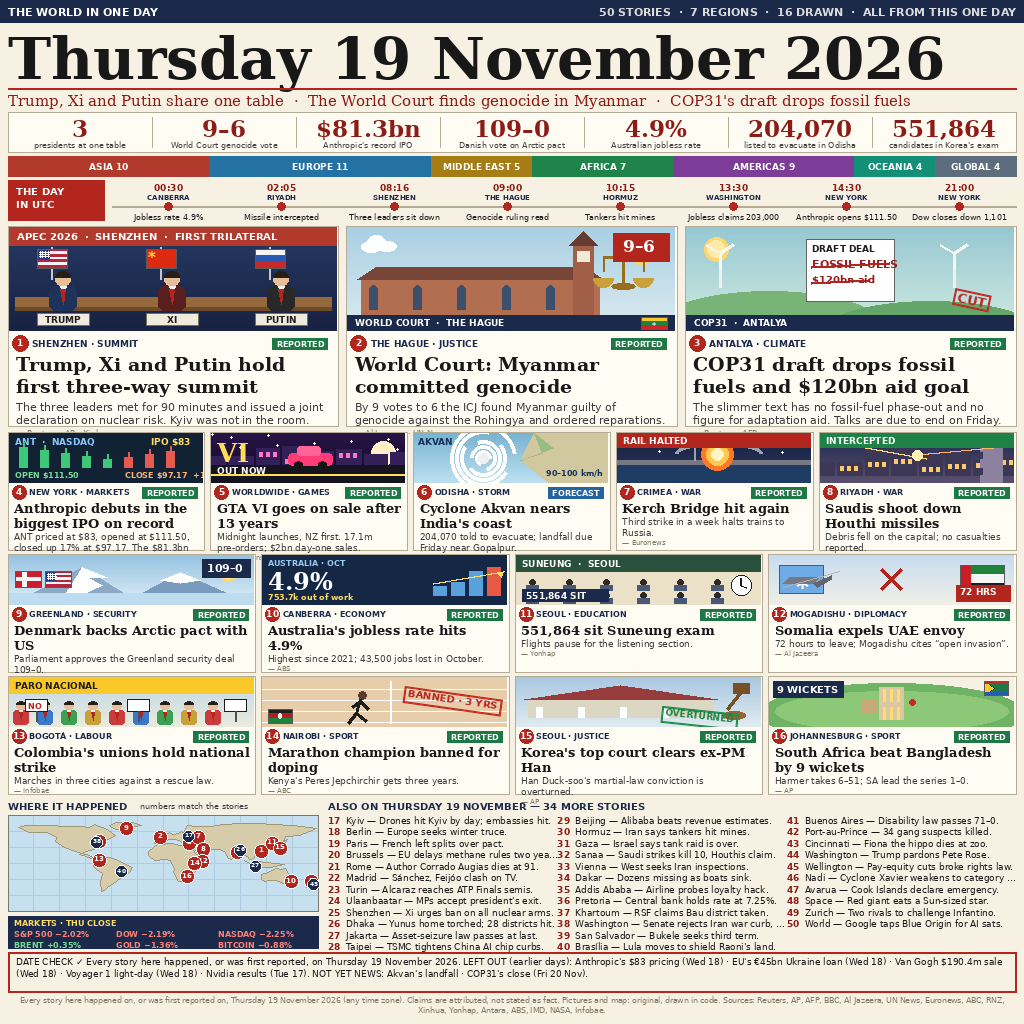 THE WORLD IN ONE DAY
50 STORIES · 7 REGIONS · 16 DRAWN · ALL FROM THIS ONE DAY
Thursday 19 November 2026
Trump, Xi and Putin share one table · The World Court finds genocide in Myanmar · COP31's draft drops fossil fuels
3 9–6 $81.3bn 109–0 4.9% 204,070 551,864
presidents at one table World Court genocide vote Anthropic's record IPO Danish vote on Arctic pact Australian jobless rate listed to evacuate in Odisha candidates in Korea's exam
ASIA 10 EUROPE 11 MIDDLE EAST 5 AFRICA 7 AMERICAS 9 OCEANIA 4 GLOBAL 4
THE DAY
IN UTC
00:30 02:05 08:16 09:00 10:15 13:30 14:30 21:00
CANBERRA RIYADH SHENZHEN THE HAGUE HORMUZ WASHINGTON NEW YORK NEW YORK
Jobless rate 4.9% Missile intercepted Three leaders sit down Genocide ruling read Tankers hit mines Jobless claims 203,000 Anthropic opens $111.50 Dow closes down 1,101
APEC 2026 · SHENZHEN · FIRST TRILATERAL
TRUMP XI PUTIN
1 SHENZHEN · SUMMIT REPORTED
Trump, Xi and Putin hold
first three-way summit
The three leaders met for 90 minutes and issued a joint
declaration on nuclear risk. Kyiv was not in the room.
9–6
WORLD COURT · THE HAGUE
2 THE HAGUE · JUSTICE REPORTED
World Court: Myanmar
committed genocide
By 9 votes to 6 the ICJ found Myanmar guilty of
genocide against the Rohingya and ordered reparations.
DRAFT DEAL
FOSSIL FUELS
$120bn aid
CUT
COP31 · ANTALYA
3 ANTALYA · CLIMATE REPORTED
COP31 draft drops fossil
fuels and $120bn aid goal
The slimmer text has no fossil-fuel phase-out and no
figure for adaptation aid. Talks are due to end on Friday.
ANT · NASDAQ IPO $83
OPEN $111.50 CLOSE $97.17 +1
4 NEW YORK · MARKETS REPORTED
Anthropic debuts in the
biggest IPO on record
ANT priced at $83, opened at $111.50,
closed up 17% at $97.17. The $81.3bn
VI
OUT NOW
5 WORLDWIDE · GAMES REPORTED
GTA VI goes on sale after
13 years
Midnight launches, NZ first. 17.1m
pre-orders; $2bn day-one sales.
AKVAN
90–100 km/h
6 ODISHA · STORM FORECAST
Cyclone Akvan nears
India's coast
204,070 told to evacuate; landfall due
Friday near Gopalpur.
RAIL HALTED
7 CRIMEA · WAR REPORTED
Kerch Bridge hit again
Third strike in a week halts trains to
Russia.
— Euronews
INTERCEPTED
8 RIYADH · WAR REPORTED
Saudis shoot down
Houthi missiles
Debris fell on the capital; no casualties
reported.
109–0
9 GREENLAND · SECURITY REPORTED
Denmark backs Arctic pact with
US
Parliament approves the Greenland security deal
109–0.
AUSTRALIA · OCT
4.9%
753.7k out of work
10 CANBERRA · ECONOMY REPORTED
Australia's jobless rate hits
4.9%
Highest since 2021; 43,500 jobs lost in October.
— ABS
SUNEUNG · SEOUL
551,864 SIT
11 SEOUL · EDUCATION REPORTED
551,864 sit Suneung exam
Flights pause for the listening section.
— Yonhap
72 HRS
12 MOGADISHU · DIPLOMACY REPORTED
Somalia expels UAE envoy
72 hours to leave; Mogadishu cites “open invasion”.
— Al Jazeera
PARO NACIONAL
NO
13 BOGOTÁ · LABOUR REPORTED
Colombia's unions hold national
strike
Marches in three cities against a rescue law.
— Infobae
BANNED · 3 YRS
14 NAIROBI · SPORT REPORTED
Marathon champion banned for
doping
Kenya's Peres Jepchirchir gets three years.
— ABC
OVERTURNED
15 SEOUL · JUSTICE REPORTED
Korea's top court clears ex-PM
Han
Han Duck-soo's martial-law conviction is
overturned.
— AP
9 WICKETS
16 JOHANNESBURG · SPORT REPORTED
South Africa beat Bangladesh
by 9 wickets
Harmer takes 6–51; SA lead the series 1–0.
— AP
WHERE IT HAPPENED numbers match the stories
MARKETS · THU CLOSE
S&P 500 −2.02% DOW −2.19% NASDAQ −2.25%
BRENT +0.35% GOLD −1.36% BITCOIN −0.88%
ALSO ON THURSDAY 19 NOVEMBER — 34 MORE STORIES
17 Kyiv — Drones hit Kyiv by day; embassies hit.
18 Berlin — Europe seeks winter truce.
19 Paris — French left splits over pact.
20 Brussels — EU delays methane rules two yea…
21 Rome — Author Corrado Augias dies at 91.
22 Madrid — Sánchez, Feijóo clash on TV.
23 Turin — Alcaraz reaches ATP Finals semis.
24 Ulaanbaatar — MPs accept president's exit.
25 Shenzhen — Xi urges ban on all nuclear arms.
26 Dhaka — Yunus home torched; 28 districts hit.
27 Jakarta — Asset-seizure law passes at last.
28 Taipei — TSMC tightens China AI chip curbs.
29 Beijing — Alibaba beats revenue estimates.
30 Hormuz — Iran says tankers hit mines.
31 Gaza — Israel says tank raid is over.
32 Sanaa — Saudi strikes kill 10, Houthis claim.
33 Vienna — West seeks Iran inspections.
34 Dakar — Dozens missing as boats sink.
35 Addis Ababa — Airline probes loyalty hack.
36 Pretoria — Central bank holds rate at 7.25%.
37 Khartoum — RSF claims Bau district taken.
38 Washington — Senate rejects Iran war curb, …
39 San Salvador — Bukele seeks third term.
40 Brasília — Lula moves to shield Raoni's land.
41 Buenos Aires — Disability law passes 71–0.
42 Port-au-Prince — 34 gang suspects killed.
43 Cincinnati — Fiona the hippo dies at zoo.
44 Washington — Trump pardons Pete Rose.
45 Wellington — Pay-equity cuts broke rights law.
46 Nadi — Cyclone Xavier weakens to category …
47 Avarua — Cook Islands declare emergency.
48 Space — Red giant eats a Sun-sized star.
49 Zurich — Two rivals to challenge Infantino.
50 World — Google taps Blue Origin for AI sats.
DATE CHECK ✓ Every story here happened, or was first reported, on Thursday 19 November 2026. LEFT OUT (earlier days): Anthropic's $83 pricing (Wed 18) · EU's €45bn Ukraine loan (Wed 18) · Van Gogh $190.4m sale
(Wed 18) · Voyager 1 light-day (Wed 18) · Nvidia results (Tue 17). NOT YET NEWS: Akvan's landfall · COP31's close (Fri 20 Nov).
Every story here happened on, or was first reported on, Thursday 19 November 2026 (any time zone). Claims are attributed, not stated as fact. Pictures and map: original, drawn in code. Sources: Reuters, AP, AFP, BBC, Al Jazeera, UN News, Euronews, ABC, RNZ,
Xinhua, Yonhap, Antara, ABS, IMD, NASA, Infobae.